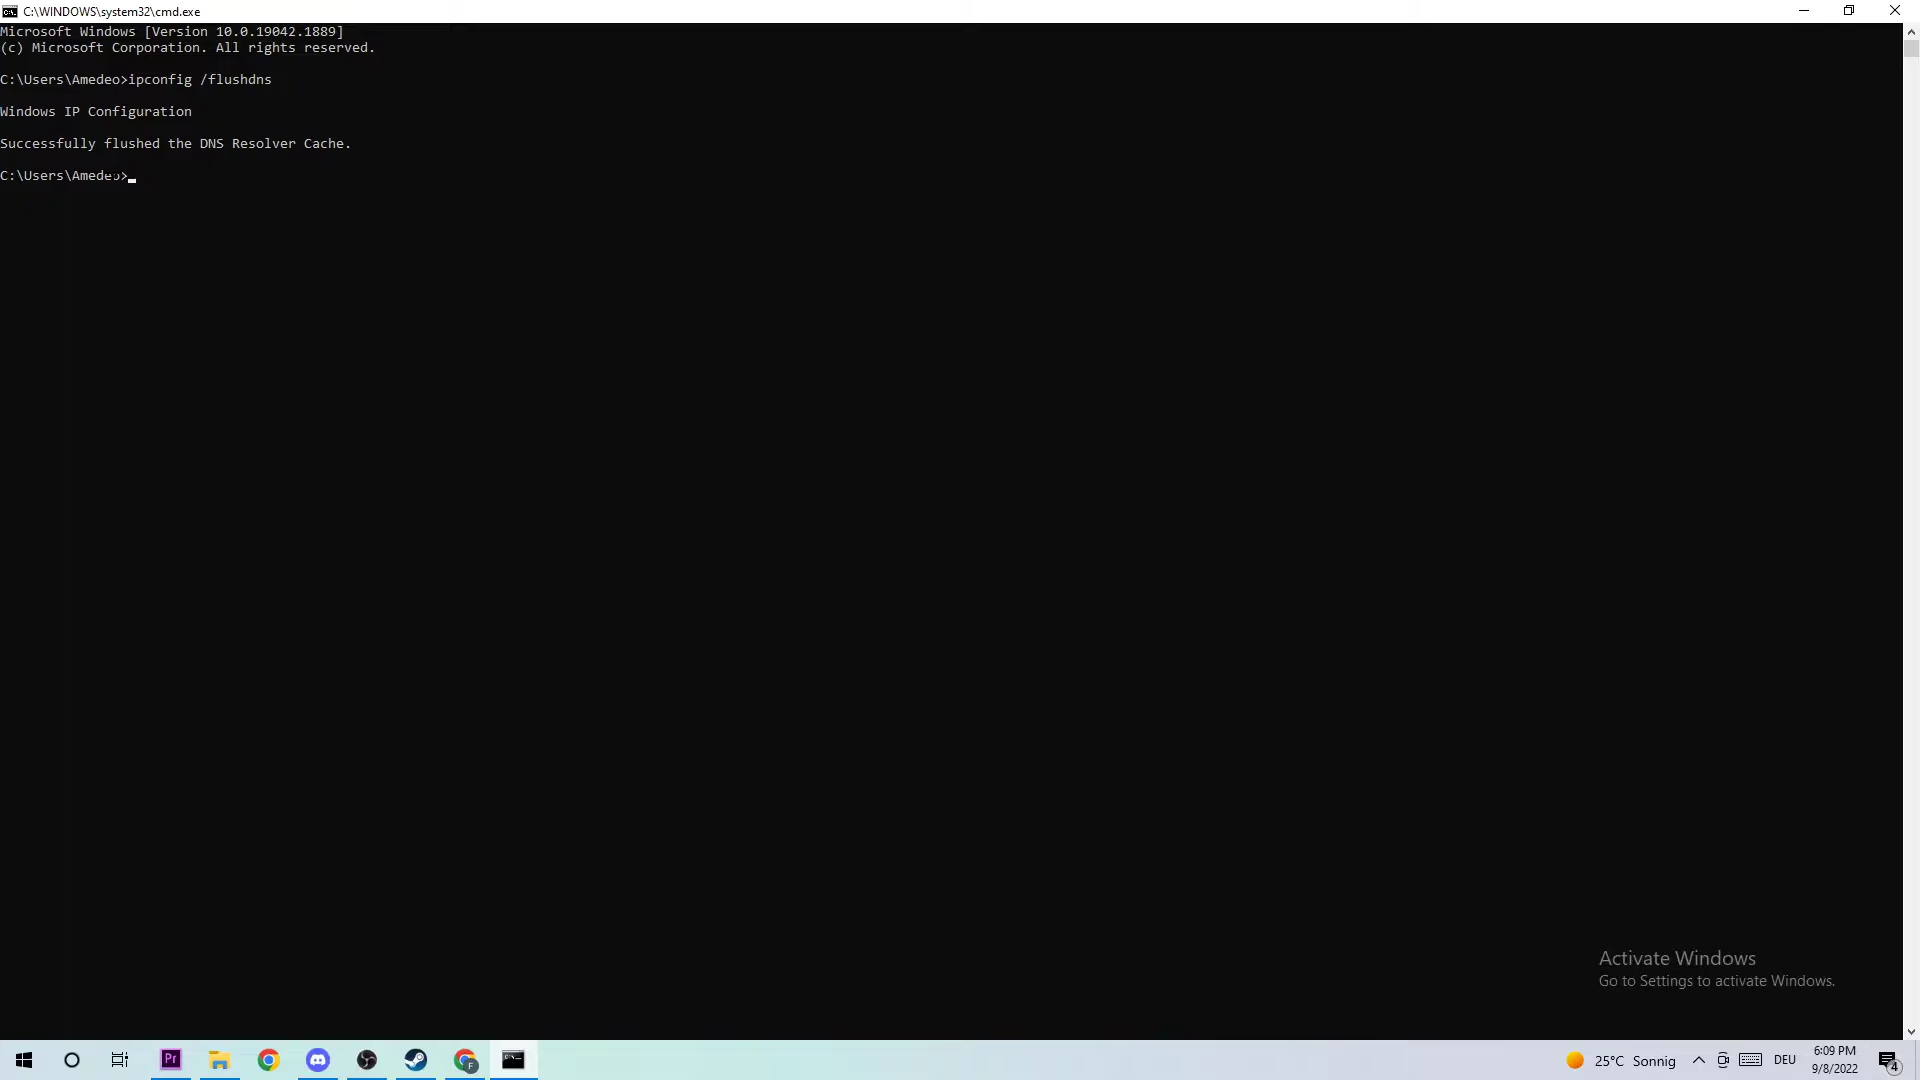 C:\WINDOWS\system32\cmd.exe
Microsoft Windows [Version 10.0.19042.1889]
(c) Microsoft Corporation. All rights reserved.
C:\Users\Amedeo>ipconfig /flushdns
Windows IP Configuration
Successfully flushed the DNS Resolver Cache.
C:\Users\Amedeo>
Activate Windows
Go to Settings to activate Windows.
Pr
F
25°C Sonnig
DEU
6:09 PM
9/8/2022
4